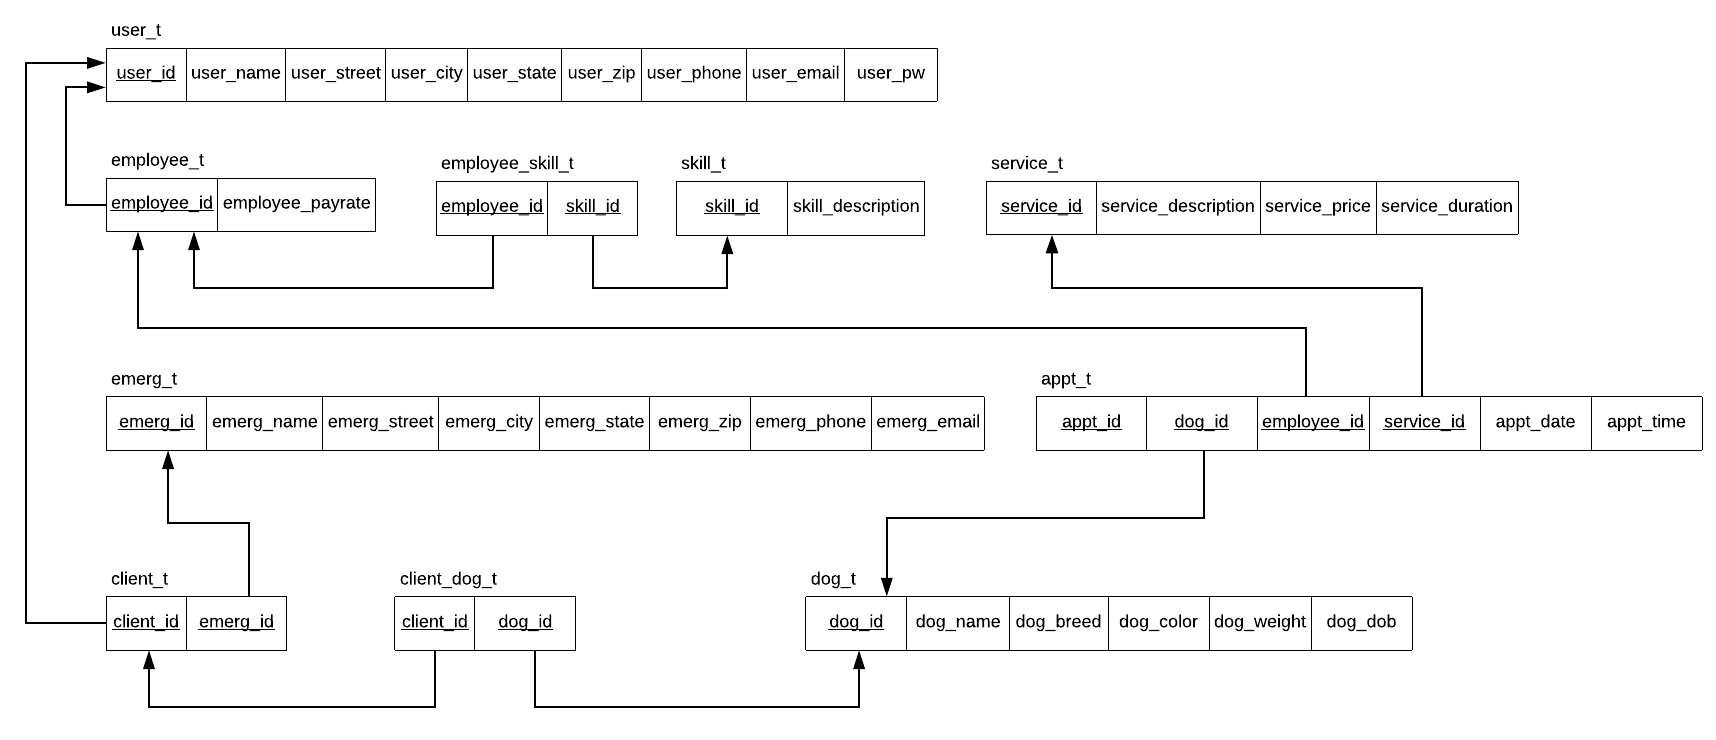 user_t
user_id user_name user_street user_city user_state user_zip user_phone user_email user_pw
employee_t
employee_id employee_payrate
employee_skill_t
employee_id skill_id
skill_t
skill_id skill_description
service_t
service_id service_description service_price service_duration
emerg_t
emerg_id emerg_name emerg_street emerg_city emerg_state emerg_zip emerg_phone emerg_email
appt_t
appt_id dog_id employee_id service_id appt_date appt_time
client_t
client_id emerg_id
client_dog_t
client_id dog_id
dog_t
dog_id dog_name dog_breed dog_color dog_weight dog_dob